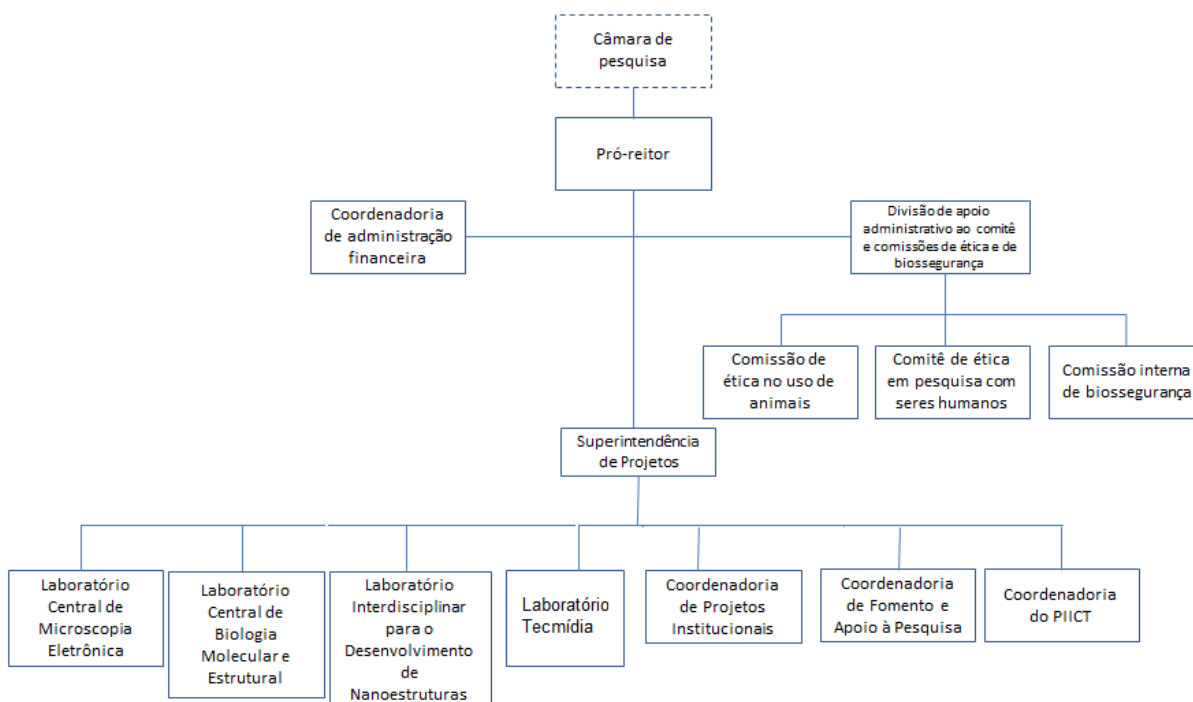 Câmara de
pesquisa
Pró-reitor
Coordenadoria
de administração
financeira
Divisão de apoio
administrativo ao comitê
e comissões de ética e de
biossegurança
Comissão de
ética no uso de
animais
Comitê de ética
em pesquisa com
seres humanos
Comissão interna
de biossegurança
Superintendência
de Projetos
Laboratório
Central de
Microscopia
Eletrônica
Laboratório
Central de
Biologia
Molecular e
Estrutural
Laboratório
Interdisciplinar
para o
Desenvolvimento
de
Nanoestruturas
Laboratório
Tecmídia
Coordenadoria
de Projetos
Institucionais
Coordenadoria
de Fomento e
Apoio à Pesquisa
Coordenadoria
do PIICT